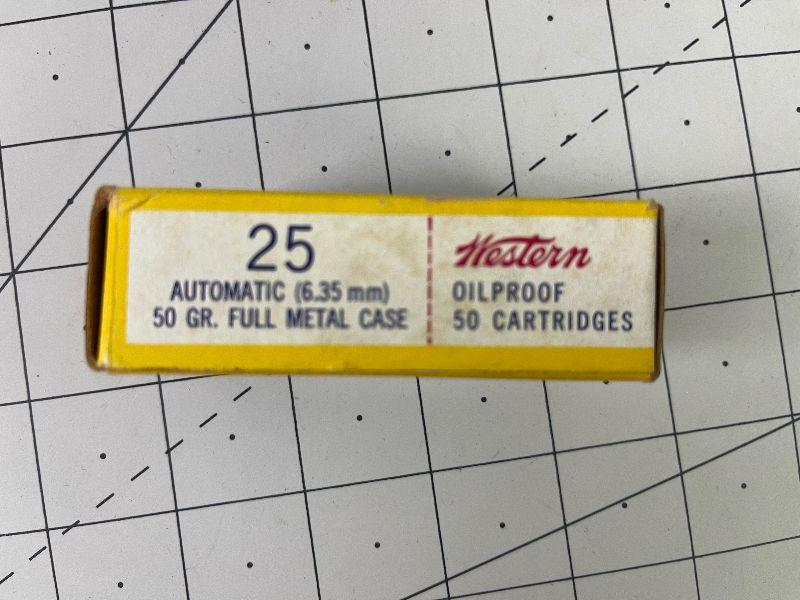 25
AUTOMATIC (6.35 mm)
50 GR. FULL METAL CASE
Western
OILPROOF
50 CARTRIDGES